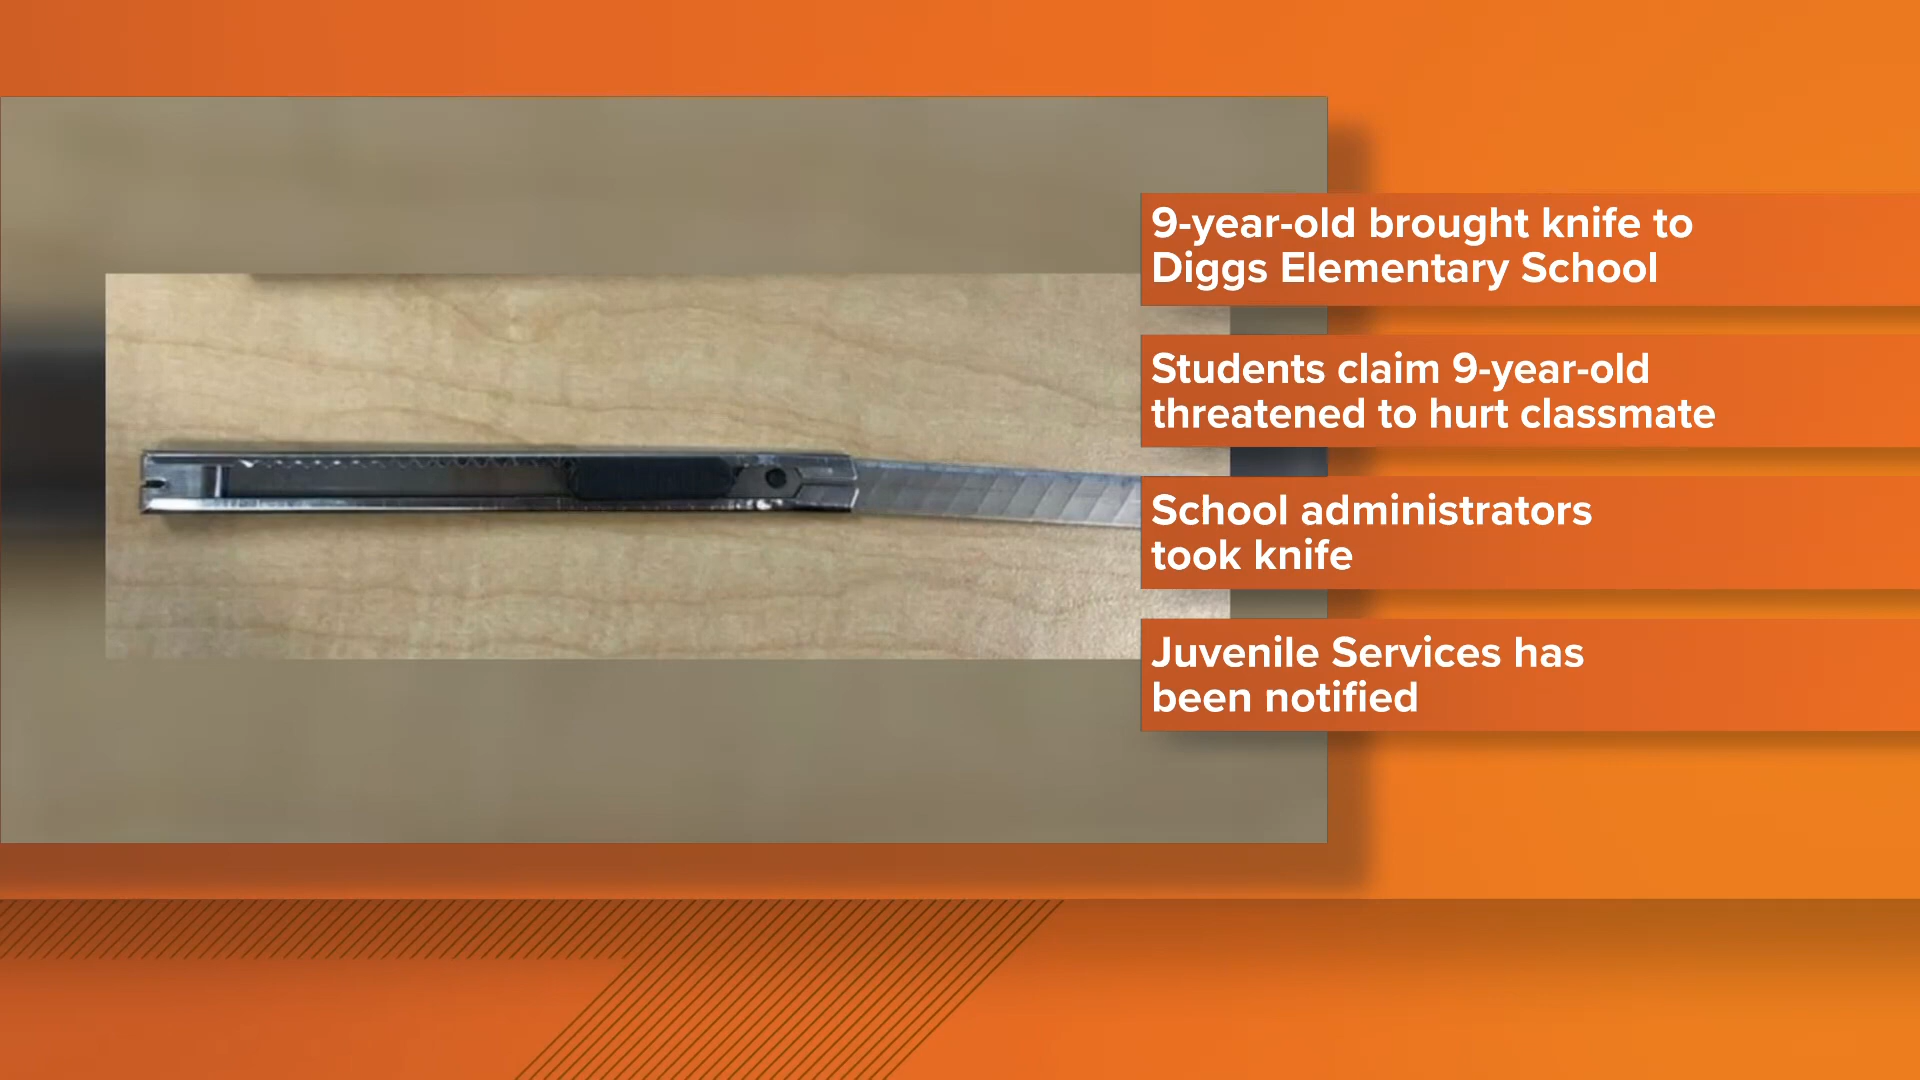 9-year-old brought knife to
Diggs Elementary School
Students claim 9-year-old
threatened to hurt classmate
School administrators
took knife
Juvenile Services has
been notified